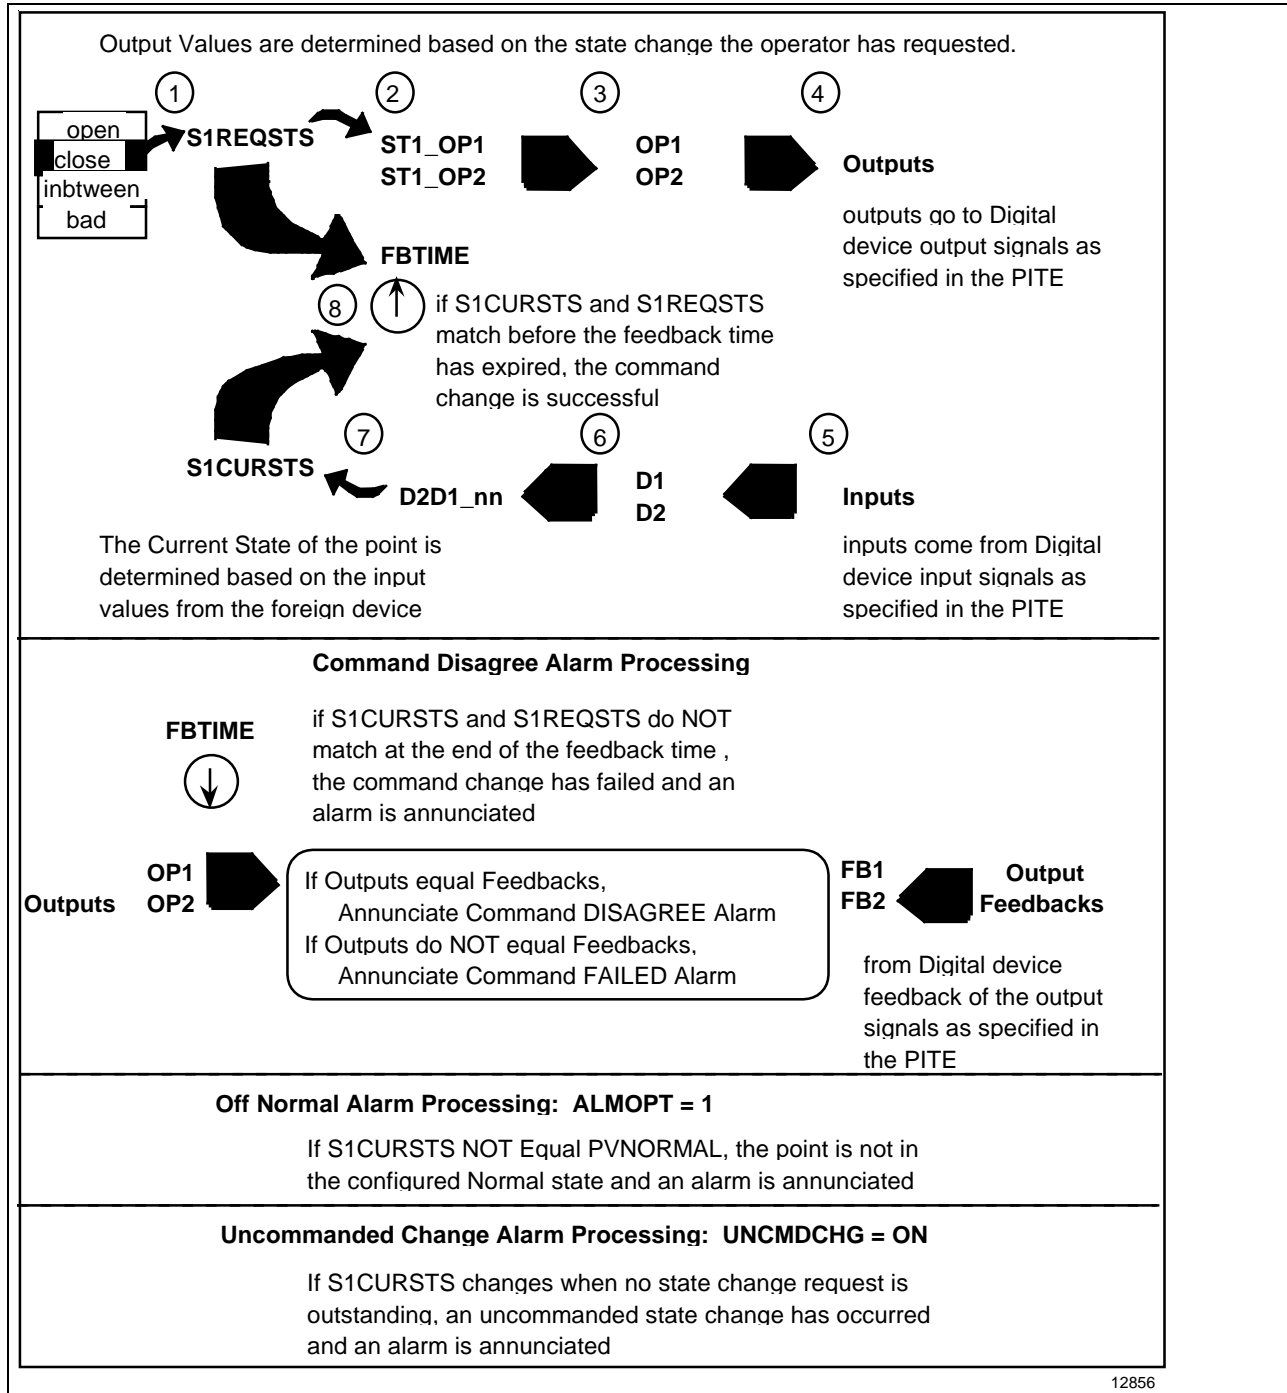 Output Values are determined based on the state change the operator has requested.
1
2
3
4
open
close
inbtween
bad
S1REQSTS
ST1_OP1
ST1_OP2
OP1
OP2
Outputs
outputs go to Digital
device output signals as
specified in the PITE
FBTIME
8
if S1CURSTS and S1REQSTS
match before the feedback time
has expired, the command
change is successful
7
6
5
S1CURSTS
D2D1_nn
D1
D2
Inputs
The Current State of the point is
determined based on the input
values from the foreign device
inputs come from Digital
device input signals as
specified in the PITE
Command Disagree Alarm Processing
FBTIME
if S1CURSTS and S1REQSTS do NOT
match at the end of the feedback time ,
the command change has failed and an
alarm is annunciated
Outputs
OP1
OP2
If Outputs equal Feedbacks,
Annunciate Command DISAGREE Alarm
If Outputs do NOT equal Feedbacks,
Annunciate Command FAILED Alarm
FB1
FB2
Output
Feedbacks
from Digital device
feedback of the output
signals as specified in
the PITE
Off Normal Alarm Processing: ALMOPT = 1
If S1CURSTS NOT Equal PVNORMAL, the point is not in
the configured Normal state and an alarm is annunciated
Uncommanded Change Alarm Processing: UNCMDCHG = ON
If S1CURSTS changes when no state change request is
outstanding, an uncommanded state change has occurred
and an alarm is annunciated
12856